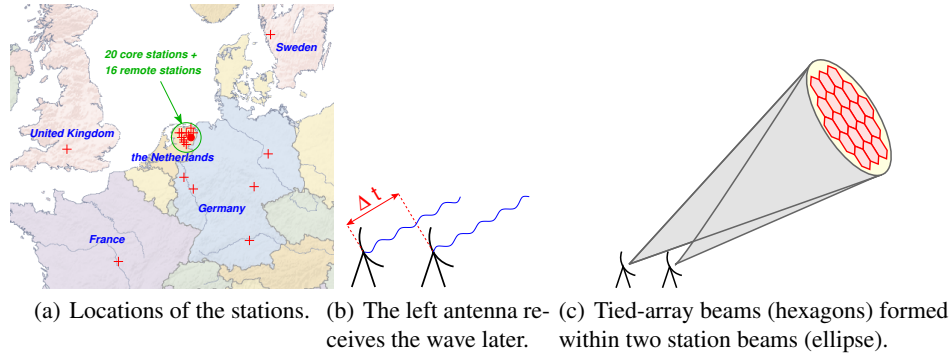 Sweden
20 core stations +
16 remote stations
United Kingdom
the Netherlands
Germany
France
Δ t
(a) Locations of the stations.
(b) The left antenna re-
ceives the wave later.
(c) Tied-array beams (hexagons) formed
within two station beams (ellipse).